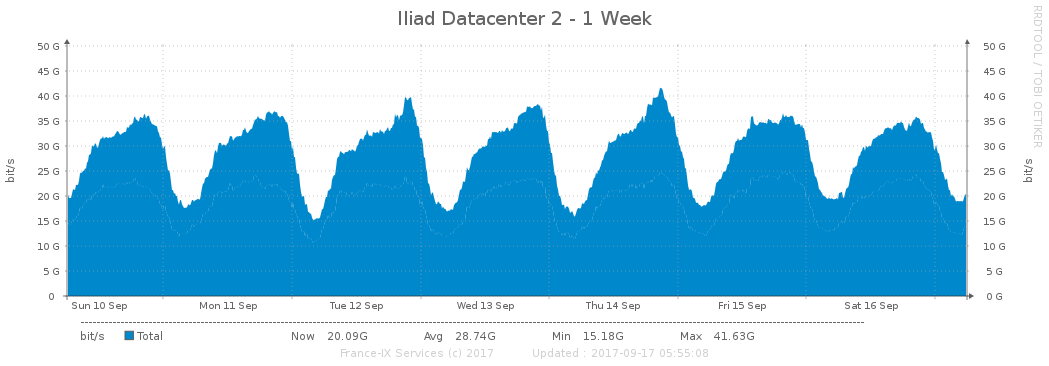 Iliad Datacenter 2 - 1 Week
RRDTOOL / TOBI OETIKER
bit/s
50 G 50 G
45 G 45 G
40 G 40 G
35 G 35 G
30 G 30 G
25 G 25 G
20 G 20 G
15 G 15 G
10 G 10 G
5 G 5 G
0 0 G
bit/s
Sun 10 Sep Mon 11 Sep Tue 12 Sep Wed 13 Sep Thu 14 Sep Fri 15 Sep Sat 16 Sep
bit/s Total Now 20.09G Avg 28.74G Min 15.18G Max 41.63G
France-IX Services (c) 2017 Updated : 2017-09-17 05:55:08